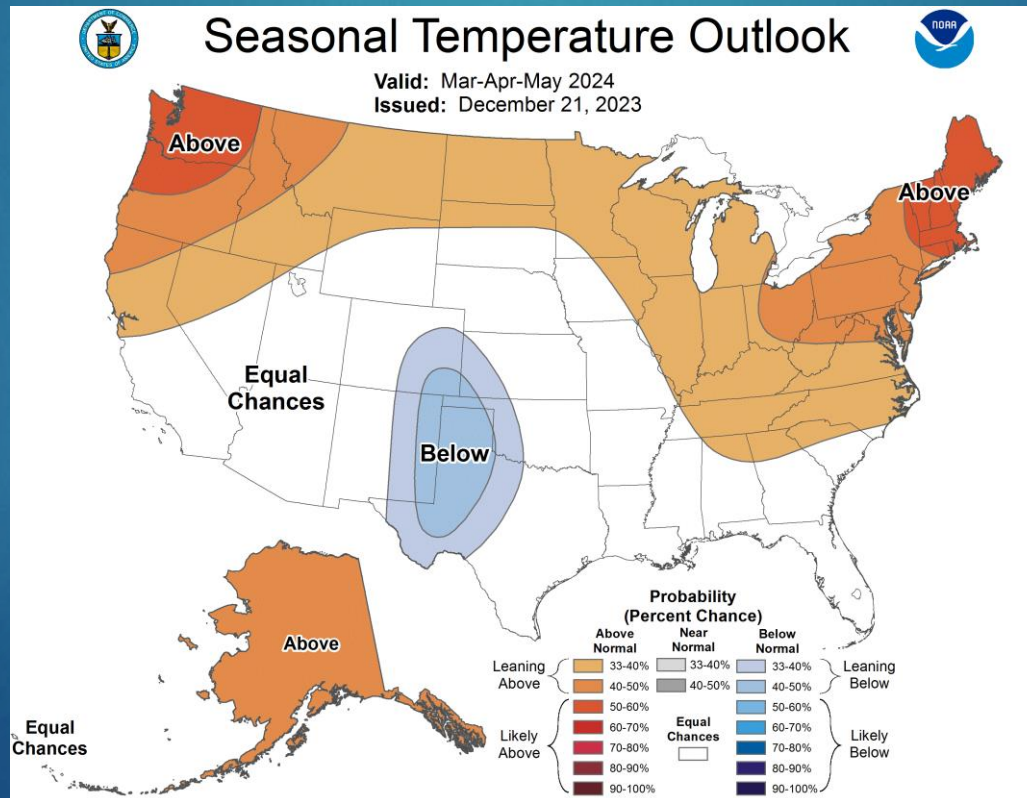 Seasonal Temperature Outlook
NOAA
Valid: Mar-Apr-May 2024
Issued: December 21, 2023
Above
Above
Equal
Chances
Below
Above
Equal
Chances
Probability
(Percent Chance)
Above
Normal
Near
Normal
Below
Normal
Leaning
Above
33-40%
33-40%
33-40%
Leaning
Below
40-50%
40-50%
40-50%
Likely
Above
50-60%
60-70%
70-80%
80-90%
90-100%
Equal
Chances
50-60%
60-70%
70-80%
80-90%
90-100%
Likely
Below